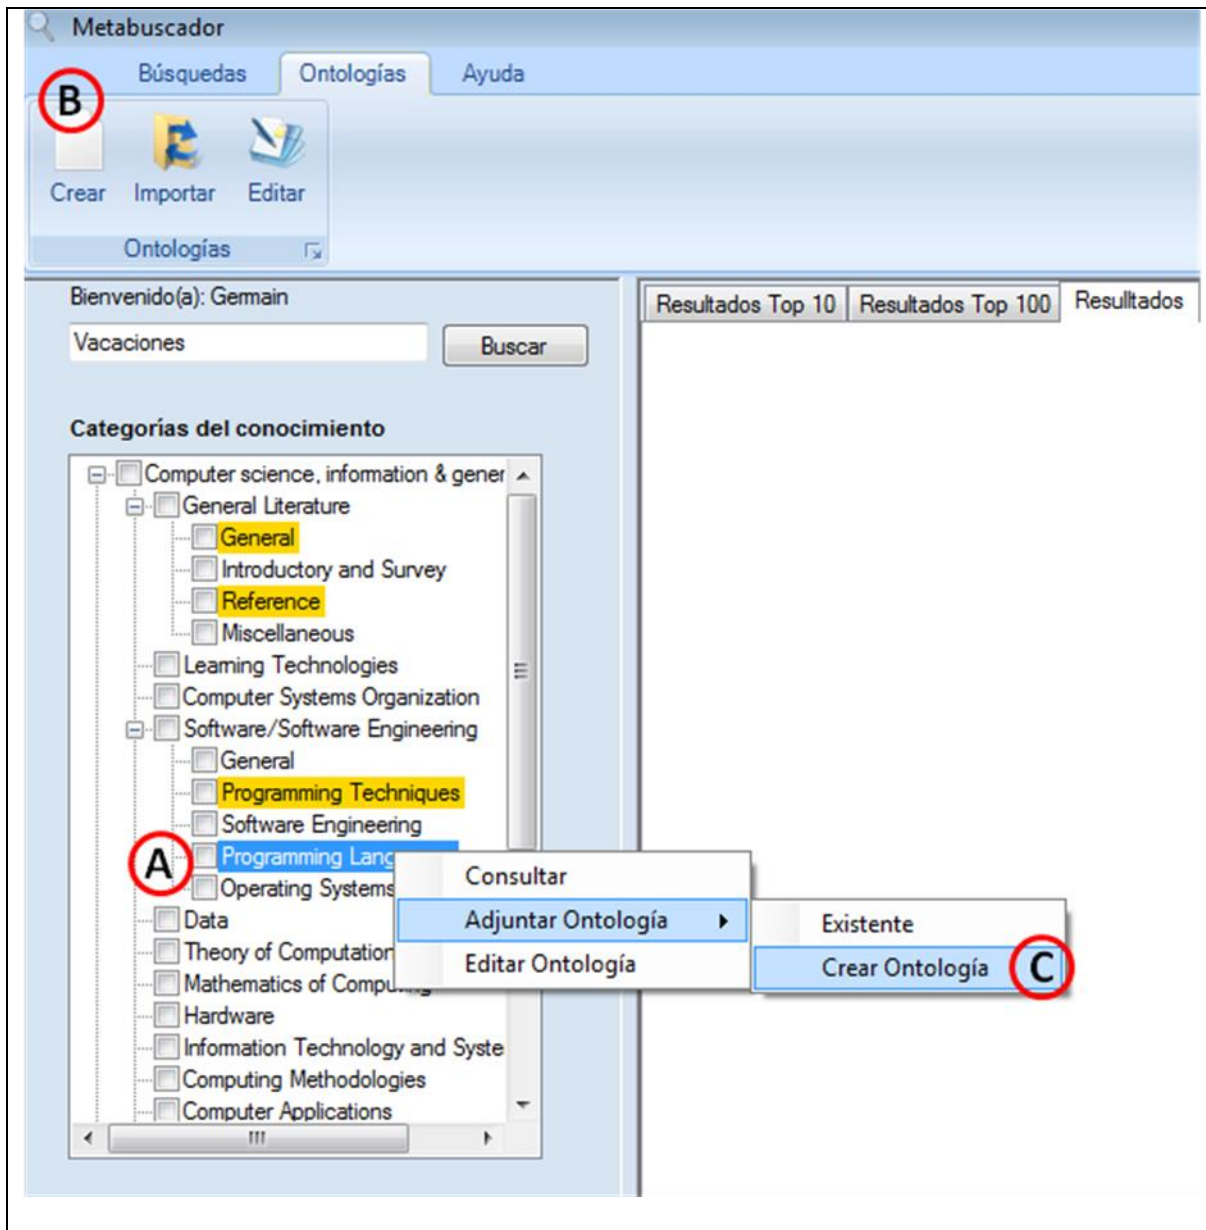 Metabuscador
Búsquedas Ontologías Ayuda
B
Crear Importar Editar
Ontologías
Bienvenido(a): Germain
Vacaciones Buscar
Resultados Top 10 Resultados Top 100 Resulltados
Categorías del conocimiento
Computer science, information & gener
General Literature
General
Introductory and Survey
Reference
Miscellaneous
Learning Technologies
Computer Systems Organization
Software/Software Engineering
General
Programming Techniques
Software Engineering
A Programming Lang
Operating Systems
Data
Theory of Computation
Mathematics of Computing
Hardware
Information Technology and Syste
Computing Methodologies
Computer Applications
Consultar
Adjuntar Ontología
Editar Ontología
Existente
Crear Ontología C